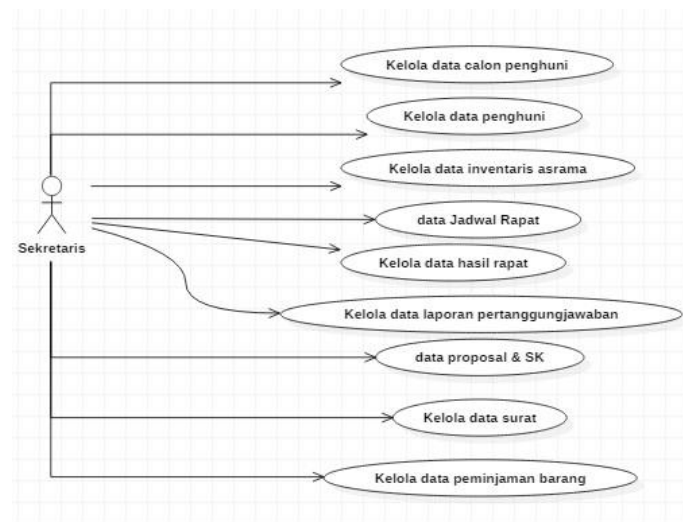 Kelola data calon penghuni
Kelola data penghuni
Kelola data inventaris asrama
data Jadwal Rapat
Sekretaris
Kelola data hasil rapat
Kelola data laporan pertanggungjawaban
data proposal & SK
Kelola data surat
Kelola data peminjaman barang